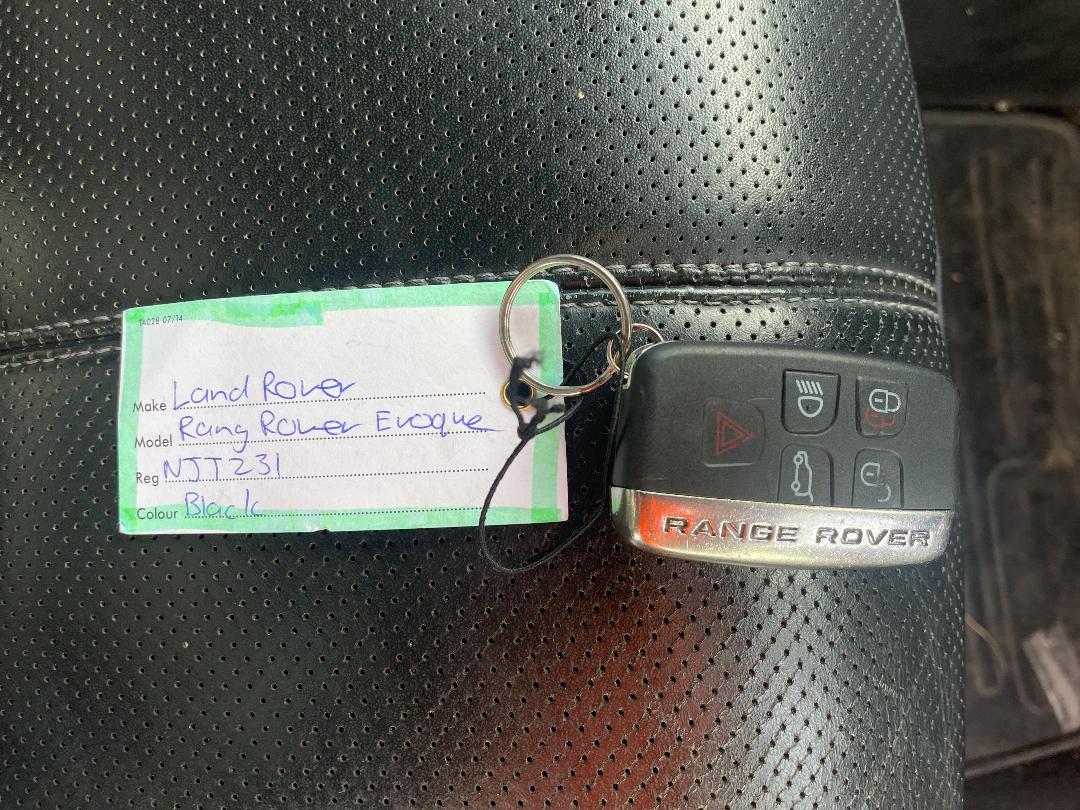 TA028 07/14
Make Land Rover
Model Rang Rover Evoque
Reg NJT231
Colour Black
RANGE ROVER